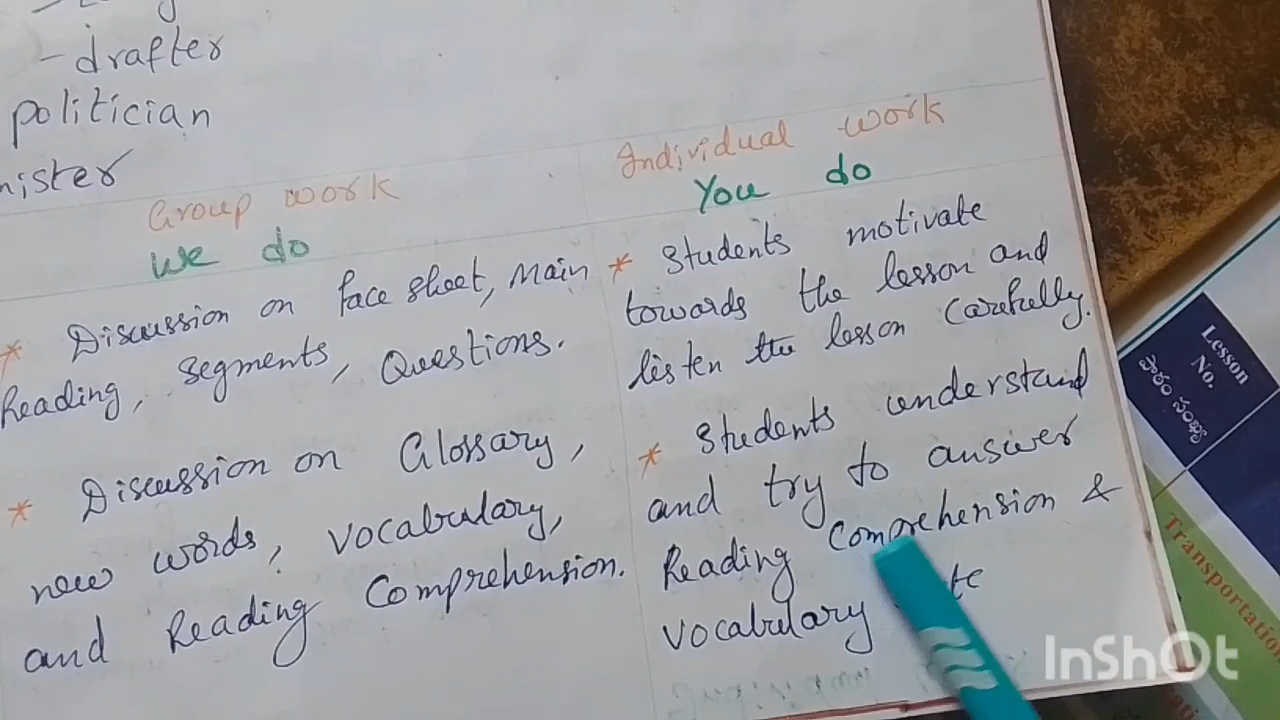 - drafter
politician
Group work
we do
* Discussion on face sheet, Main
Reading, segments, Questions.
* Discussion on Glossary,
new words, vocabulary,
and Reading Comprehension.
Individual work
You do
* Students motivate
towards the lesson and
listen the lesson carefully.
* Students understand
and try to answer
Reading Comprehension &
vocabulary
Lesson
No.
పాఠం సంఖ్య
InShOt